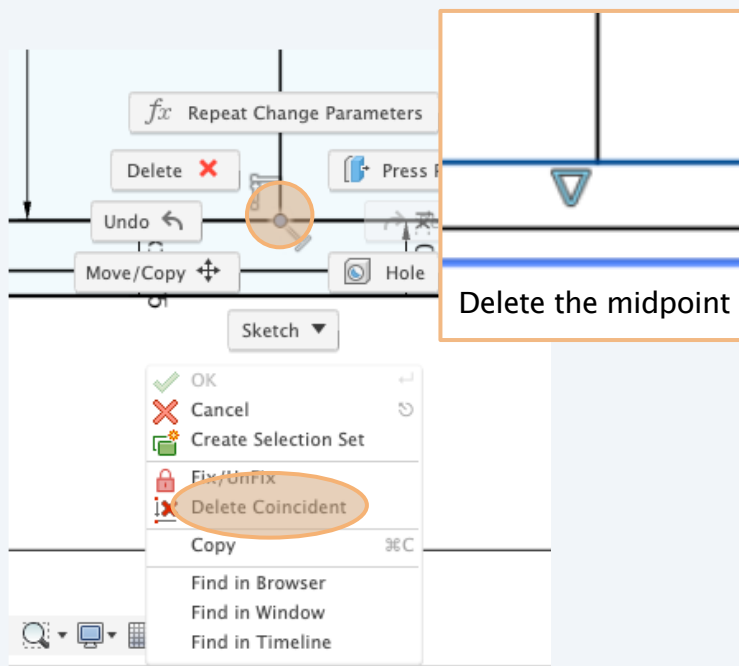 fx Repeat Change Parameters
Delete
Press
Undo
Move/Copy
Hole
Sketch
Delete the midpoint
OK
Cancel
Create Selection Set
Fix/UnFix
Delete Coincident
Copy ⌘C
Find in Browser
Find in Window
Find in Timeline